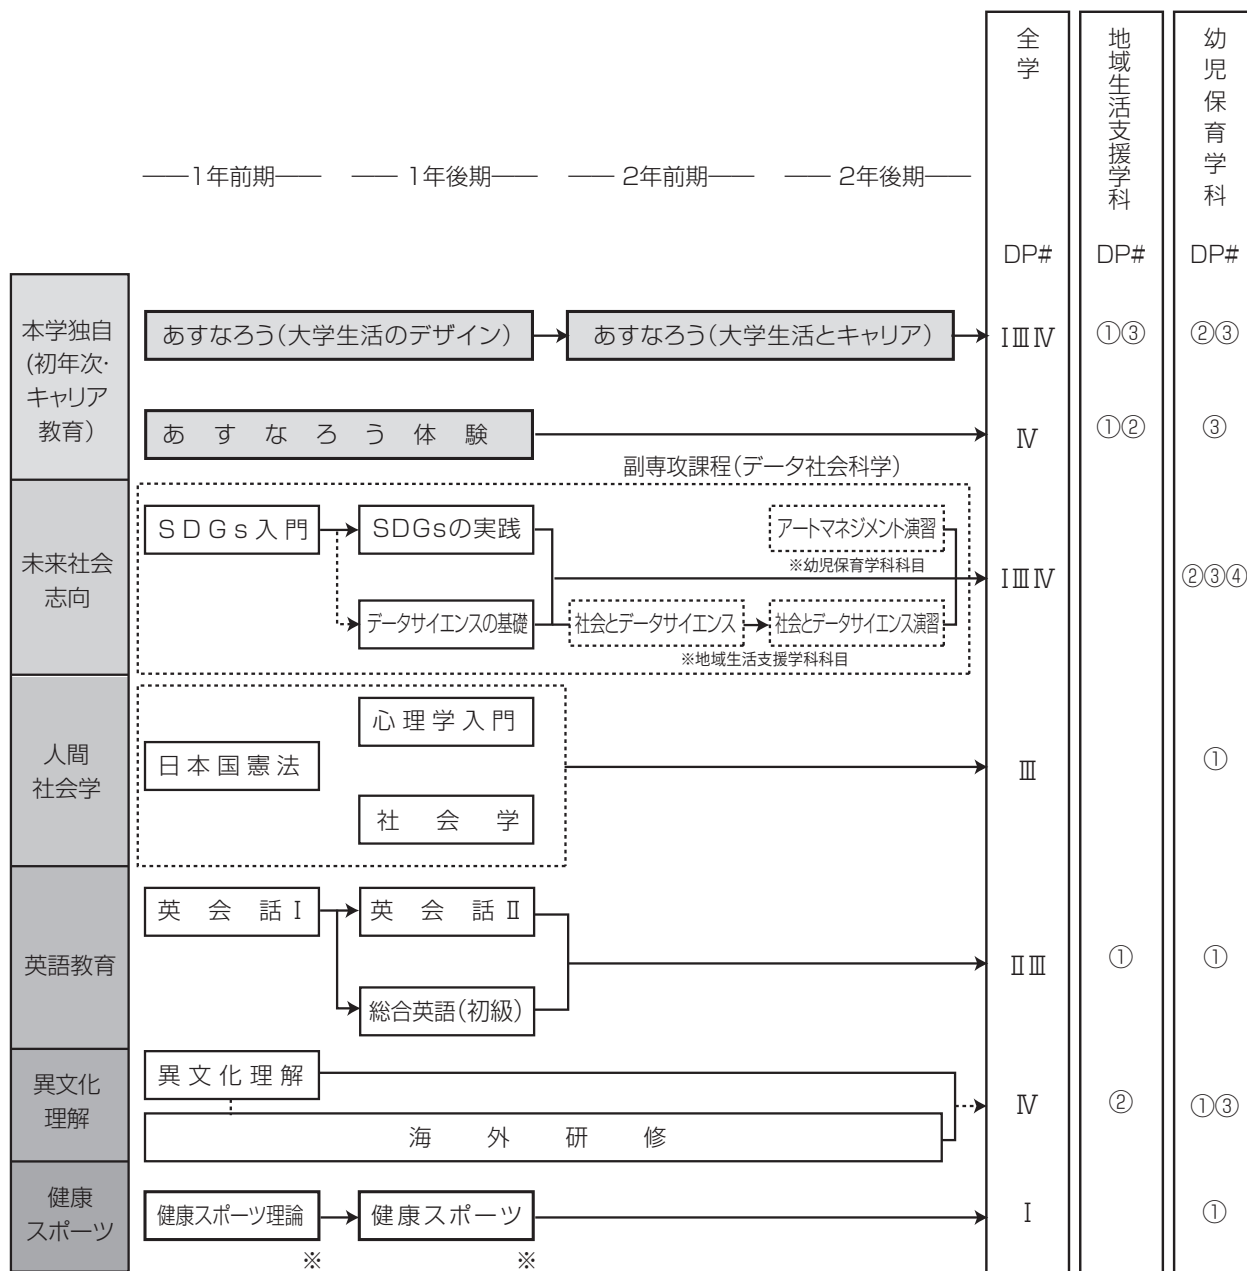 全学
地域生活支援学科
幼児保育学科
──1年前期── ── 1年後期── ── 2年前期── ── 2年後期──
DP# DP# DP#
本学独自
(初年次・
キャリア
教育)
あすなろう(大学生活のデザイン) あすなろう(大学生活とキャリア) ⅠⅢⅣ ①③ ②③
あすなろう体験 Ⅳ ①② ③
副専攻課程(データ社会科学)
未来社会
志向
SDGs入門 SDGsの実践 アートマネジメント演習
※幼児保育学科科目
ⅠⅢⅣ ②③④
データサイエンスの基礎 社会とデータサイエンス 社会とデータサイエンス演習
※地域生活支援学科科目
人間
社会学
心理学入門
日本国憲法 Ⅲ ①
社会学
英語教育
英会話Ⅰ 英会話Ⅱ
ⅡⅢ ① ①
総合英語(初級)
異文化
理解
異文化理解
Ⅳ ② ①③
海外研修
健康
スポーツ
健康スポーツ理論 健康スポーツ Ⅰ ①
※ ※